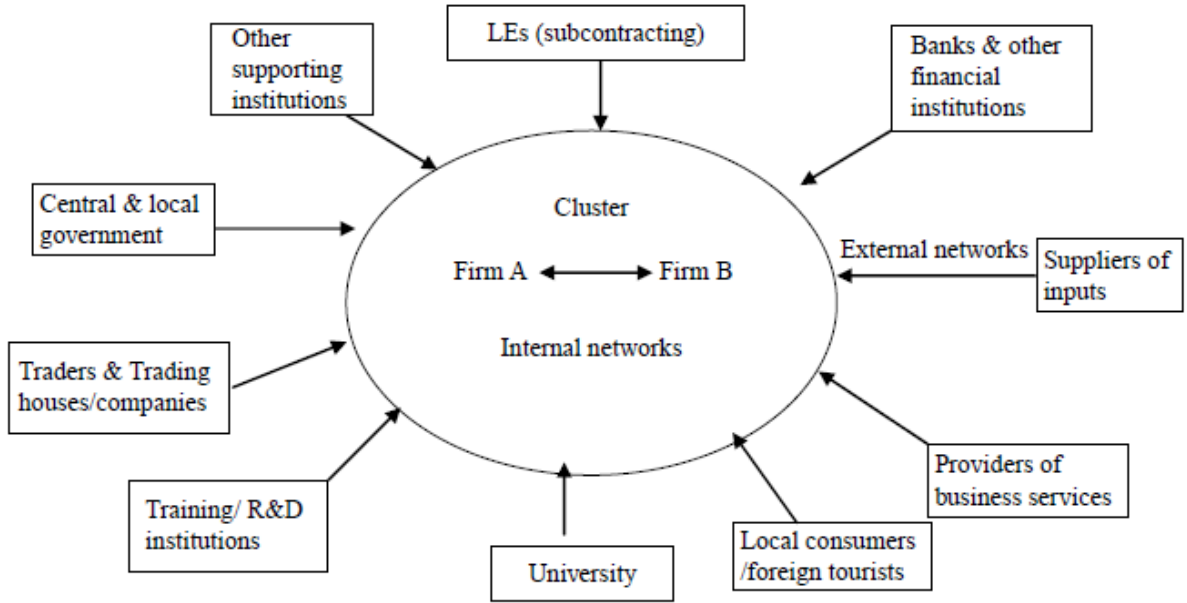 Other
supporting
institutions
LEs (subcontracting)
Banks & other
financial
institutions
Central & local
government
Cluster
Firm A
Firm B
External networks
Suppliers of
inputs
Internal networks
Traders & Trading
houses/companies
Training/ R&D
institutions
University
Local consumers
/foreign tourists
Providers of
business services